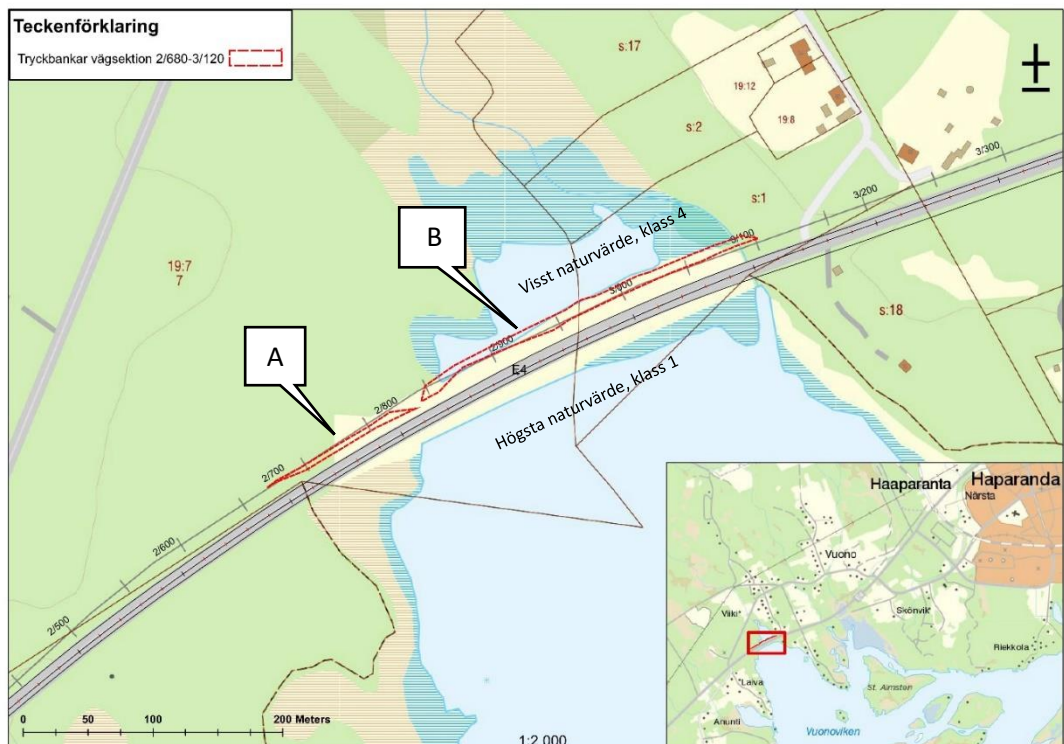 Teckenförklaring
Tryckbankar vägsektion 2/680-3/120
s:17
19:12
19:8
s:2
s:1
3/300
3/200
3/100
Visst naturvärde, klass 4
B
19:7
7
3/000
s:18
2/900
A
E4
2/800
Högsta naturvärde, klass 1
2/700
2/600
2/500
Haaparanta
Haparanda
Närsta
Vuono
Viiki
Skönvik
Riekkola
Laiva
St. Almsten
Anunti
Vuonoviken
0 50 100 200 Meters
1:2 000